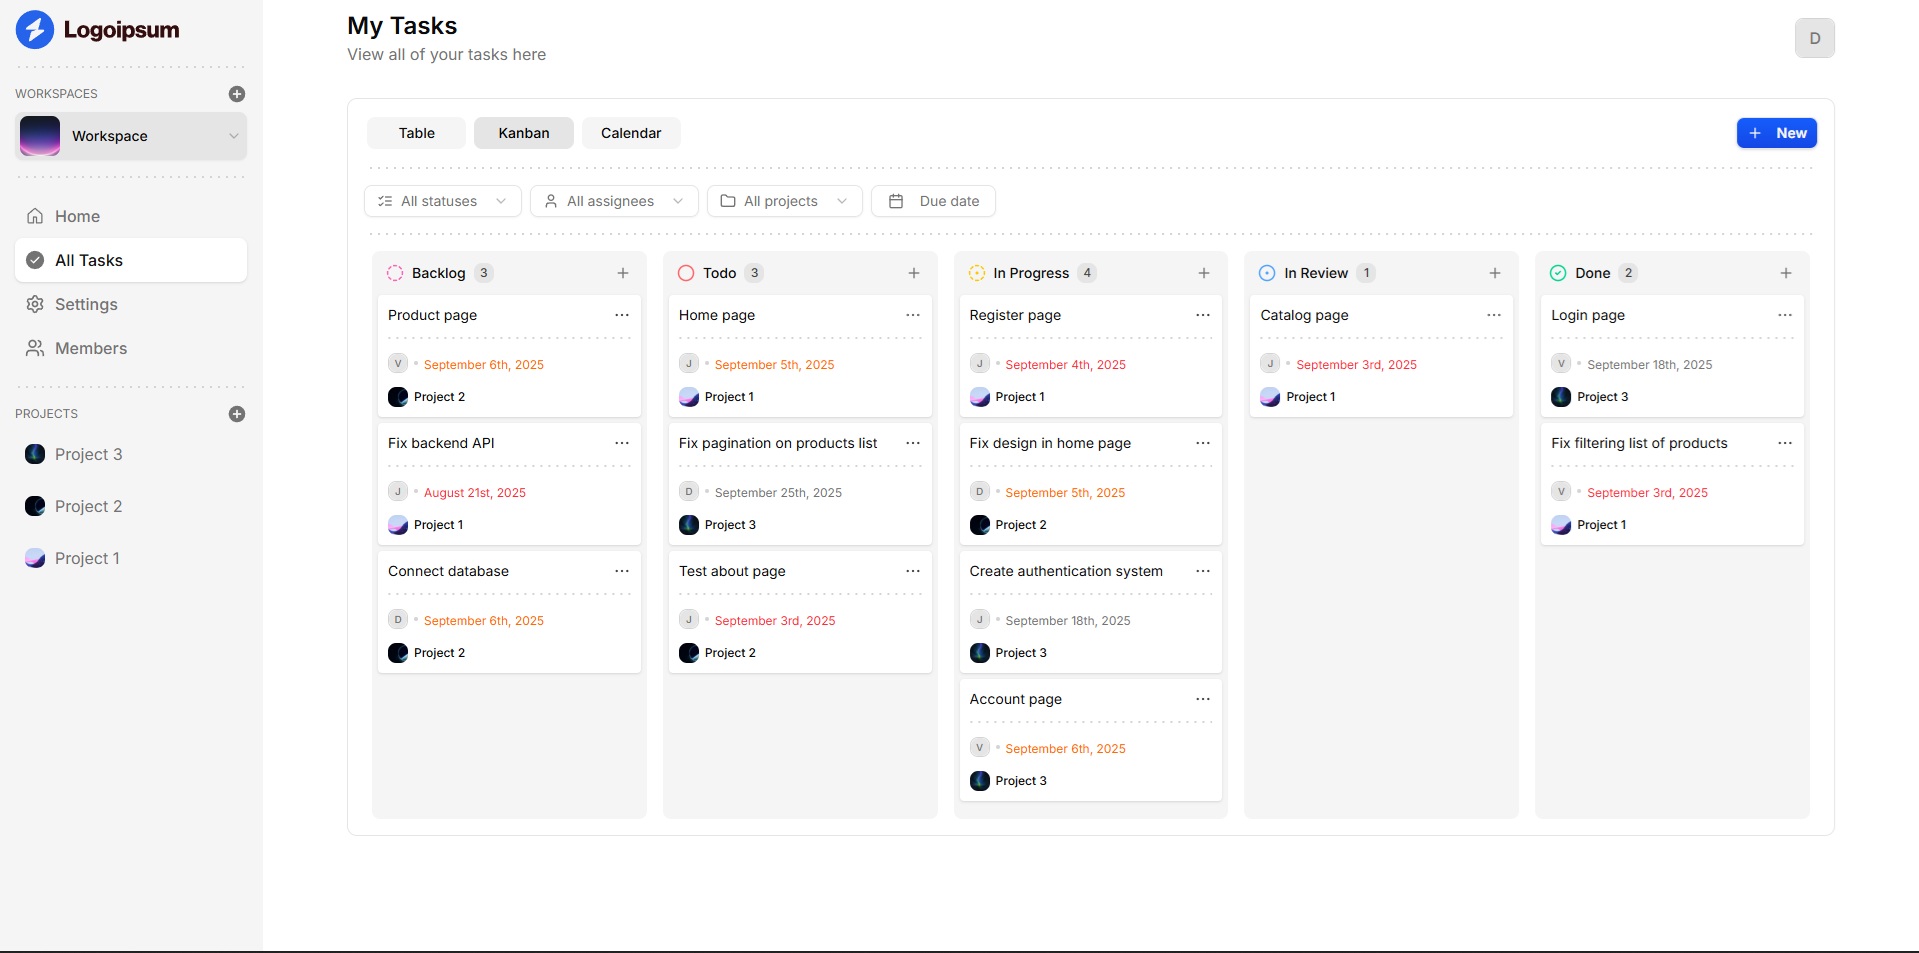 Logoipsum
WORKSPACES
Workspace
Home
All Tasks
Settings
Members
PROJECTS
Project 3
Project 2
Project 1
My Tasks
View all of your tasks here
D
Table Kanban Calendar
+ New
All statuses All assignees All projects Due date
Backlog 3
Product page
V September 6th, 2025
Project 2
Fix backend API
J August 21st, 2025
Project 1
Connect database
D September 6th, 2025
Project 2
Todo 3
Home page
J September 5th, 2025
Project 1
Fix pagination on products list
D September 25th, 2025
Project 3
Test about page
J September 3rd, 2025
Project 2
In Progress 4
Register page
J September 4th, 2025
Project 1
Fix design in home page
D September 5th, 2025
Project 2
Create authentication system
J September 18th, 2025
Project 3
Account page
V September 6th, 2025
Project 3
In Review 1
Catalog page
J September 3rd, 2025
Project 1
Done 2
Login page
V September 18th, 2025
Project 3
Fix filtering list of products
V September 3rd, 2025
Project 1